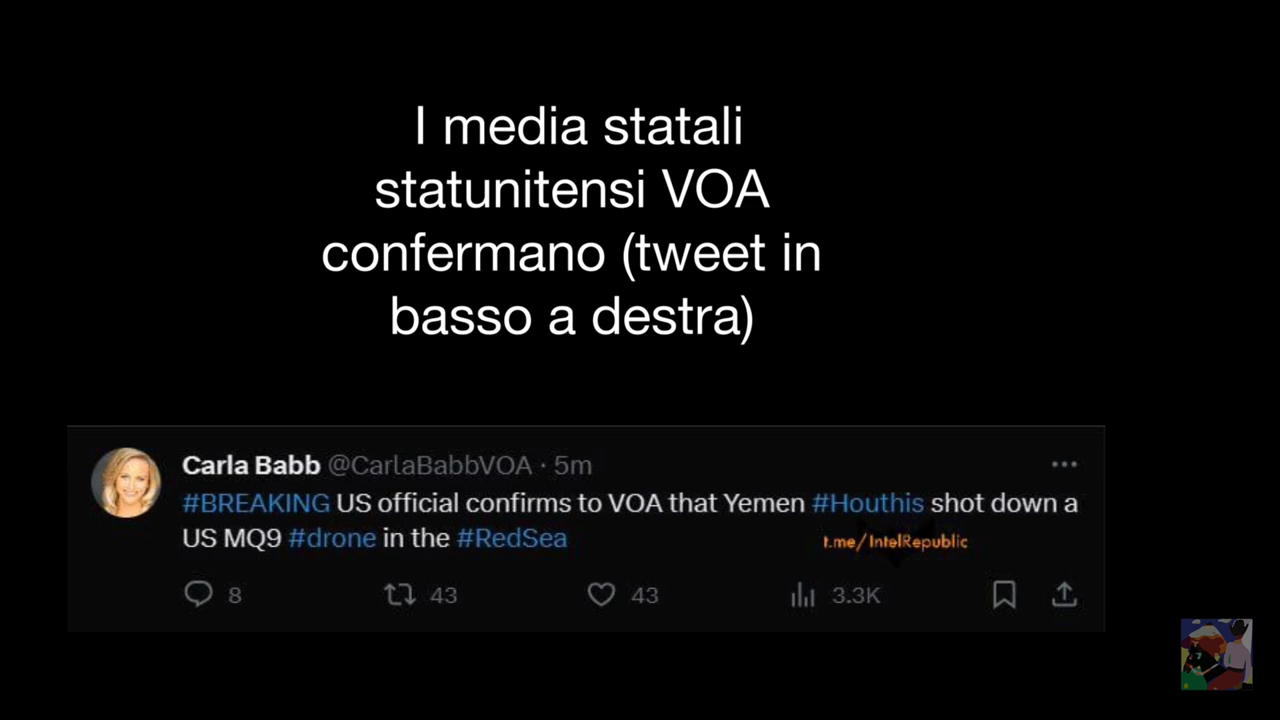 I media statali
statunitensi VOA
confermano (tweet in
basso a destra)
Carla Babb @CarlaBabbVOA · 5m
#BREAKING US official confirms to VOA that Yemen #Houthis shot down a
US MQ9 #drone in the #RedSea
t.me/IntelRepublic
8 43 43 3.3K